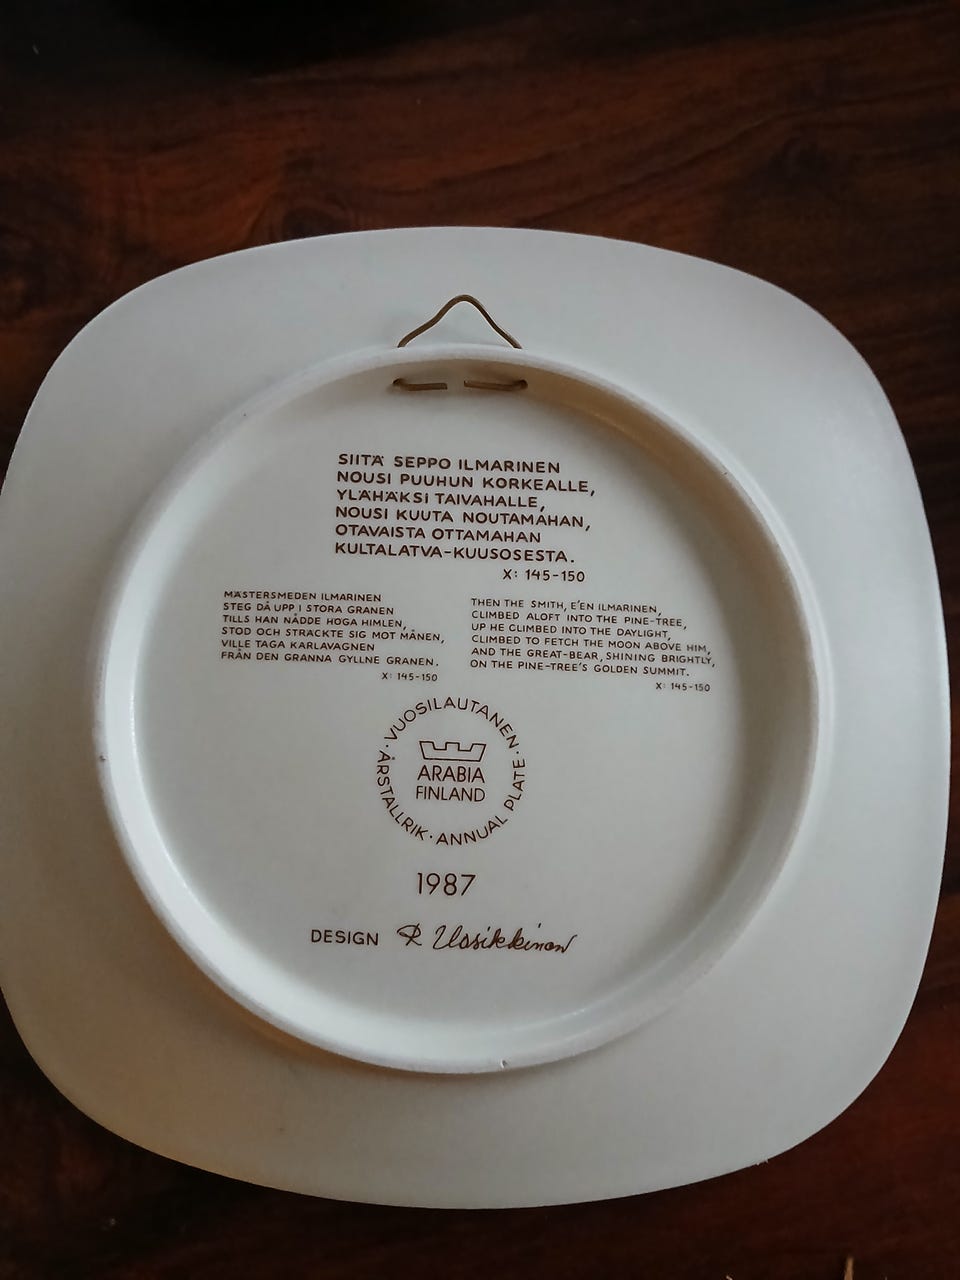 SIITÄ SEPPO ILMARINEN
NOUSI PUUHUN KORKEALLE,
YLÄHÄKSI TAIVAHALLE,
NOUSI KUUTA NOUTAMAHAN,
OTAVAISTA OTTAMAHAN
KULTALATVA-KUUSOSESTA.
X: 145-150
MÄSTERSMEDEN ILMARINEN
STEG DÅ UPP I STORA GRANEN
TILLS HAN NÅDDE HÖGA HIMLEN,
STOD OCH STRÄCKTE SIG MOT MÅNEN,
VILLE TAGA KARLAVAGNEN
FRÅN DEN GRANNA GYLLNE GRANEN.
X: 145-150
THEN THE SMITH, E'EN ILMARINEN,
CLIMBED ALOFT INTO THE PINE-TREE,
UP HE CLIMBED INTO THE DAYLIGHT,
CLIMBED TO FETCH THE MOON ABOVE HIM,
AND THE GREAT-BEAR, SHINING BRIGHTLY,
ON THE PINE-TREE'S GOLDEN SUMMIT.
X: 145-150
· VUOSILAUTANEN · ANNUAL PLATE · ÅRSTALLRIK
ARABIA
FINLAND
1987
DESIGN R Uosikkinen